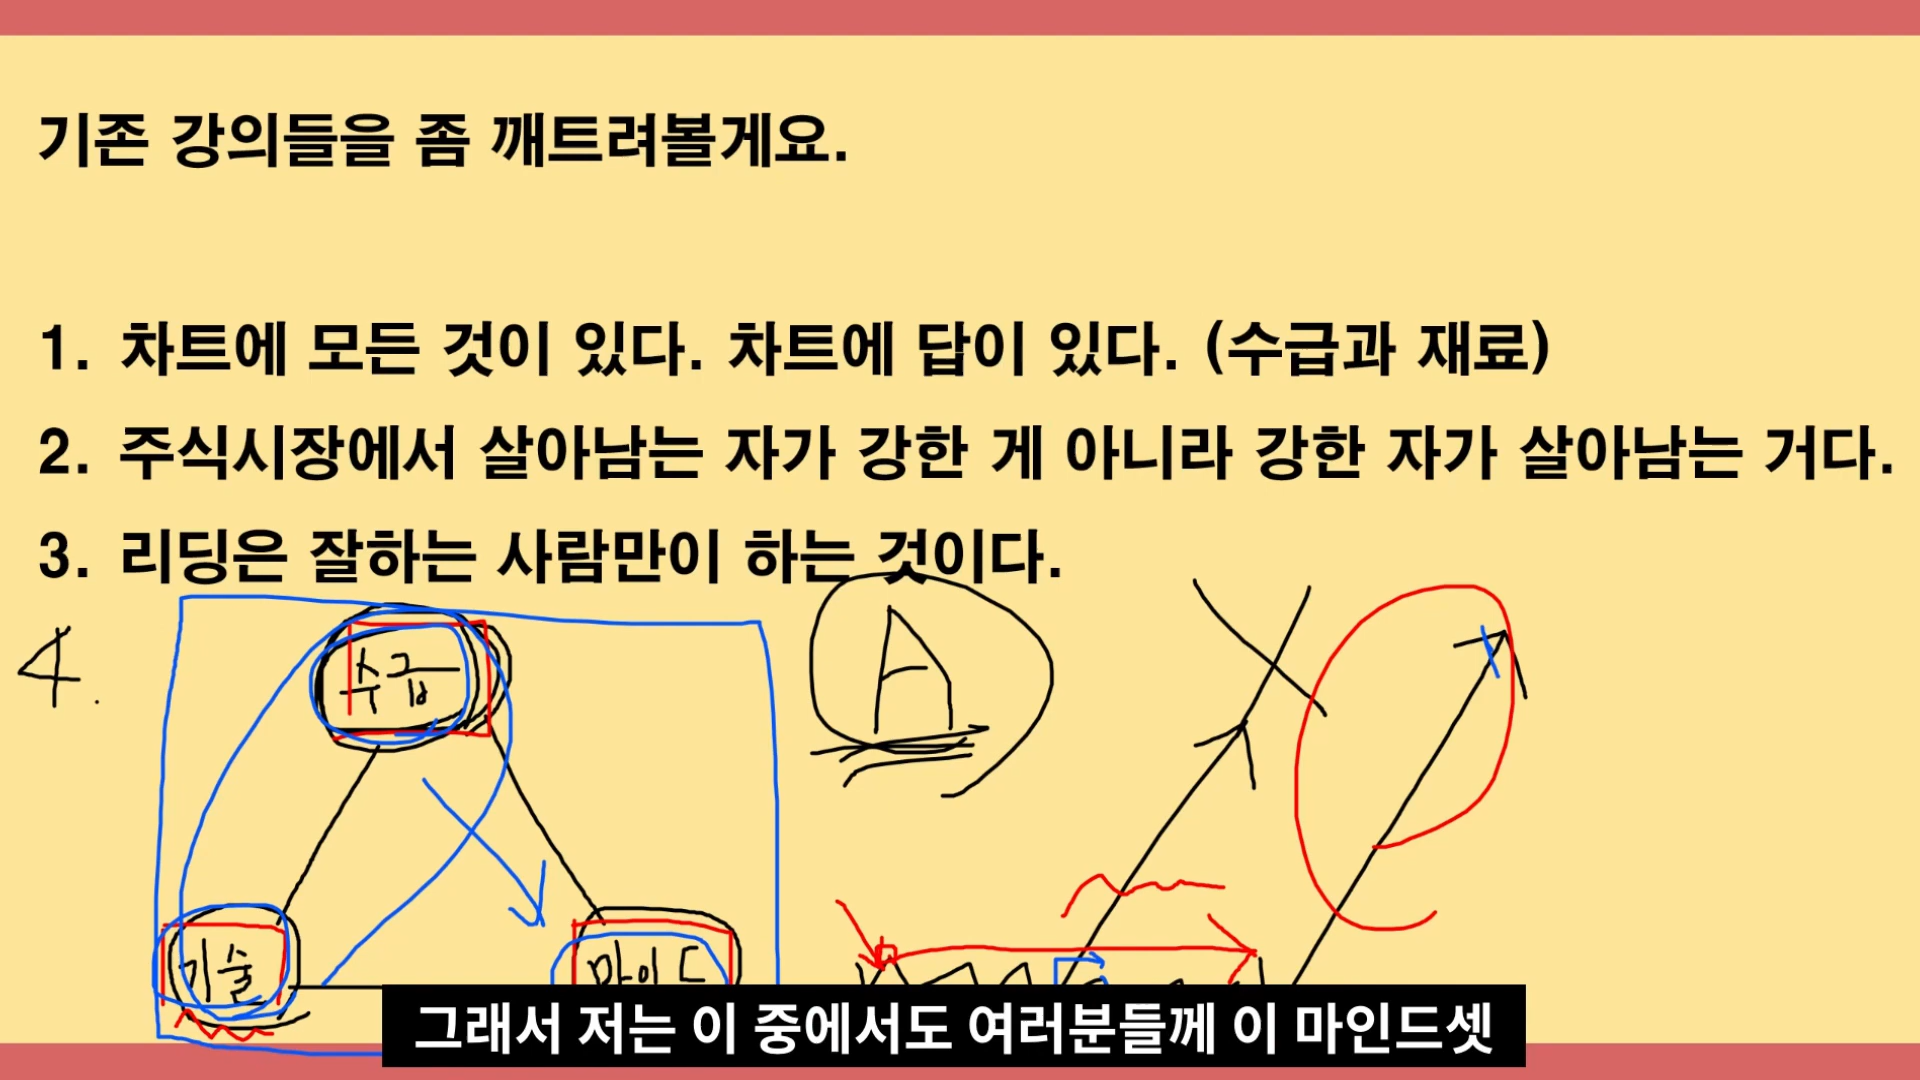 기존 강의들을 좀 깨트려볼게요.
1. 차트에 모든 것이 있다. 차트에 답이 있다. (수급과 재료)
2. 주식시장에서 살아남는 자가 강한 게 아니라 강한 자가 살아남는 거다.
3. 리딩은 잘하는 사람만이 하는 것이다.
4.
수급
A
기술
마이드
그래서 저는 이 중에서도 여러분들께 이 마인드셋